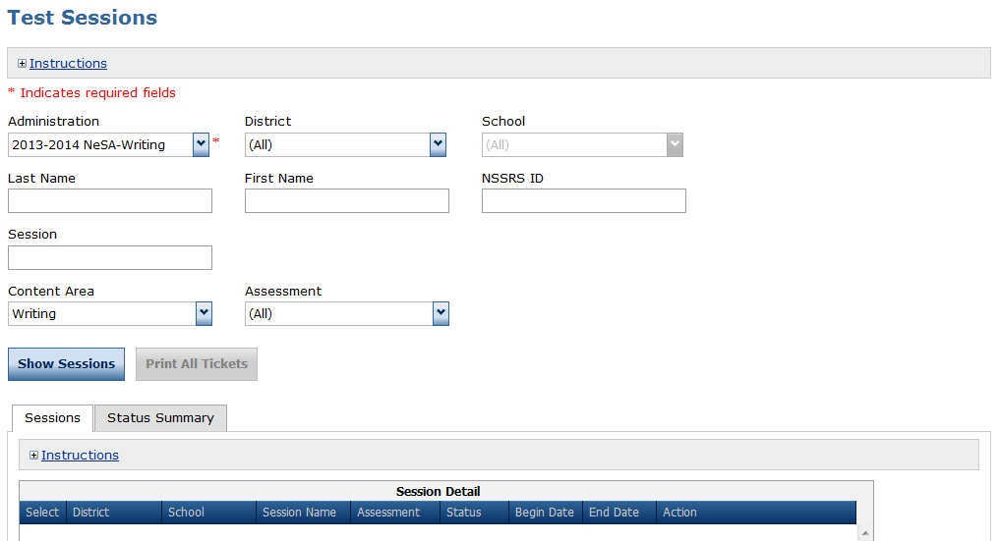 Test Sessions
Instructions
* Indicates required fields
Administration District School
2013-2014 NeSA-Writing * (All) (All)
Last Name First Name NSSRS ID
Session
Content Area Assessment
Writing (All)
Show Sessions Print All Tickets
Sessions Status Summary
Instructions
Session Detail
Select District School Session Name Assessment Status Begin Date End Date Action